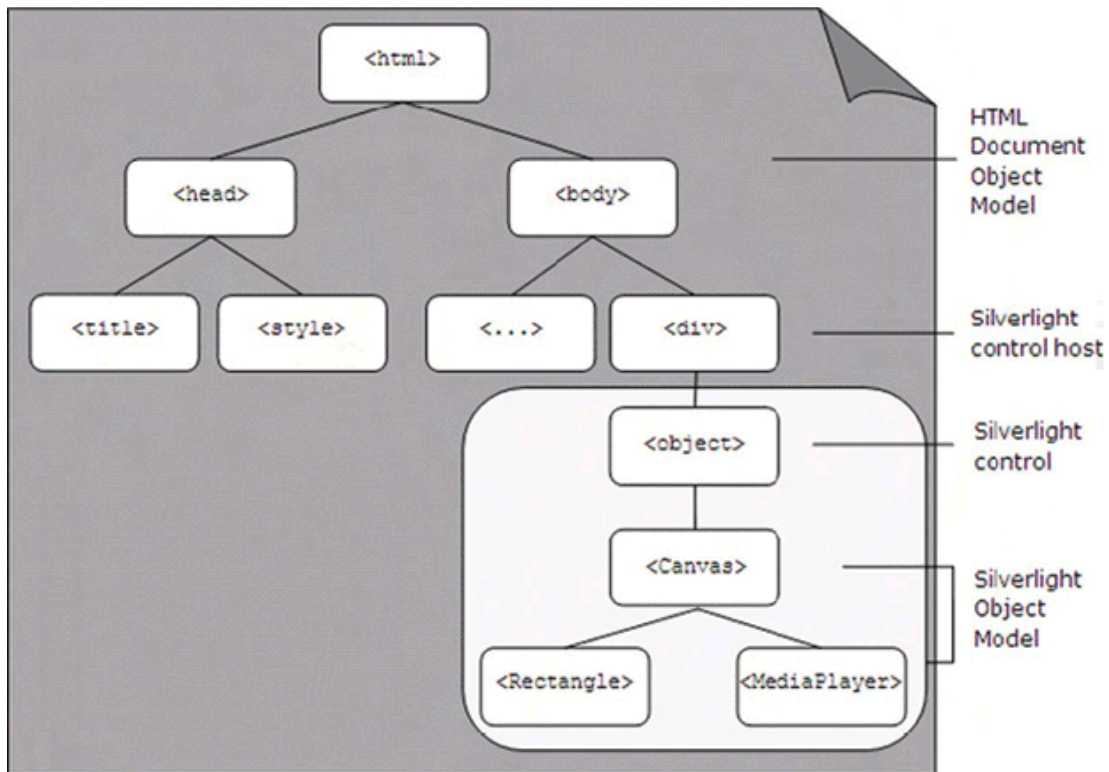 <html>
<head>
<body>
HTML
Document
Object
Model
<title>
<style>
<...>
<div>
Silverlight
control host
<object>
Silverlight
control
<Canvas>
Silverlight
Object
Model
<Rectangle>
<MediaPlayer>